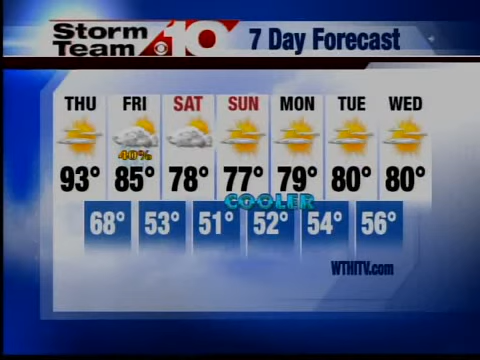 Storm Team 10 7 Day Forecast
THU FRI SAT SUN MON TUE WED
40%
93° 85° 78° 77° 79° 80° 80°
COOLER
68° 53° 51° 52° 54° 56°
WTHITV.com